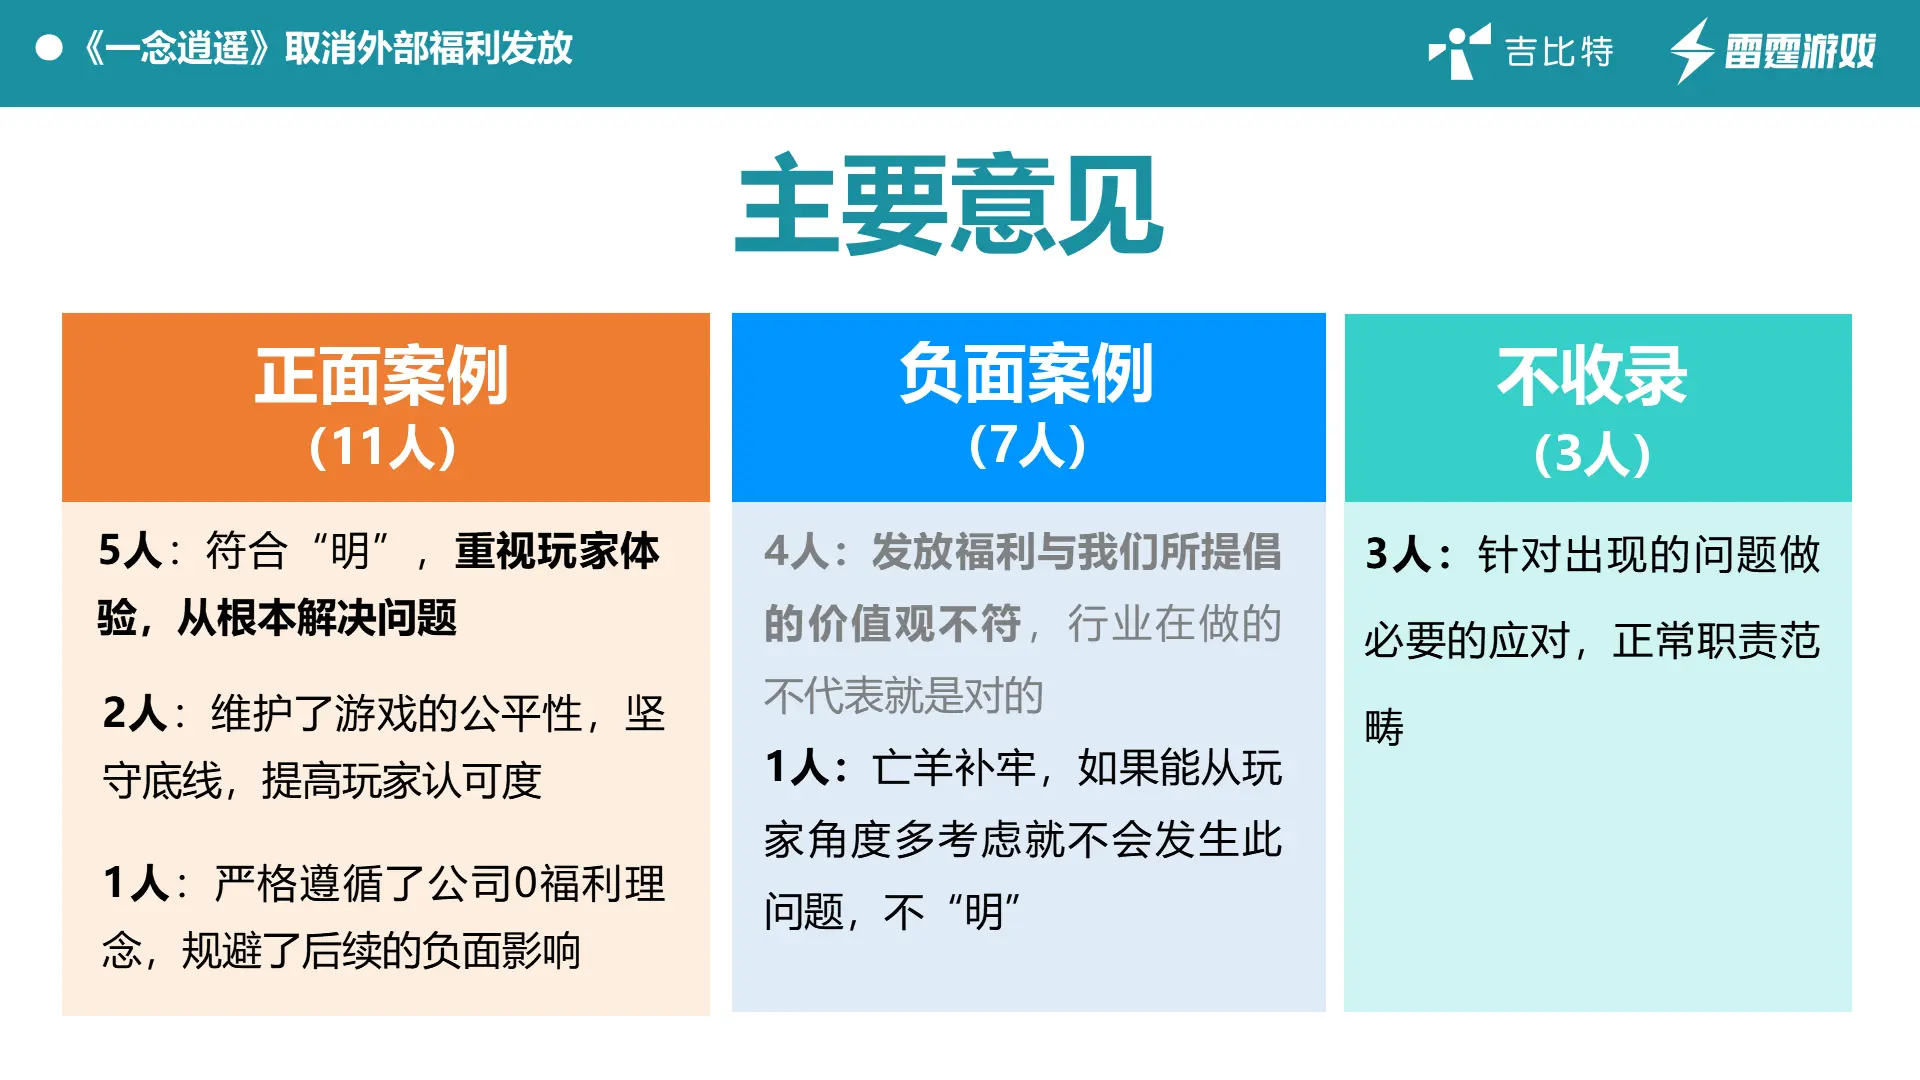 《一念逍遥》取消外部福利发放
吉比特
雷霆游戏
主要意见
正面案例
（11人）
5人：符合“明”，重视玩家体
验，从根本解决问题
2人：维护了游戏的公平性，坚
守底线，提高玩家认可度
1人：严格遵循了公司0福利理
念，规避了后续的负面影响
负面案例
（7人）
4人：发放福利与我们所提倡
的价值观不符，行业在做的
不代表就是对的
1人：亡羊补牢，如果能从玩
家角度多考虑就不会发生此
问题，不“明”
不收录
（3人）
3人：针对出现的问题做
必要的应对，正常职责范
畴